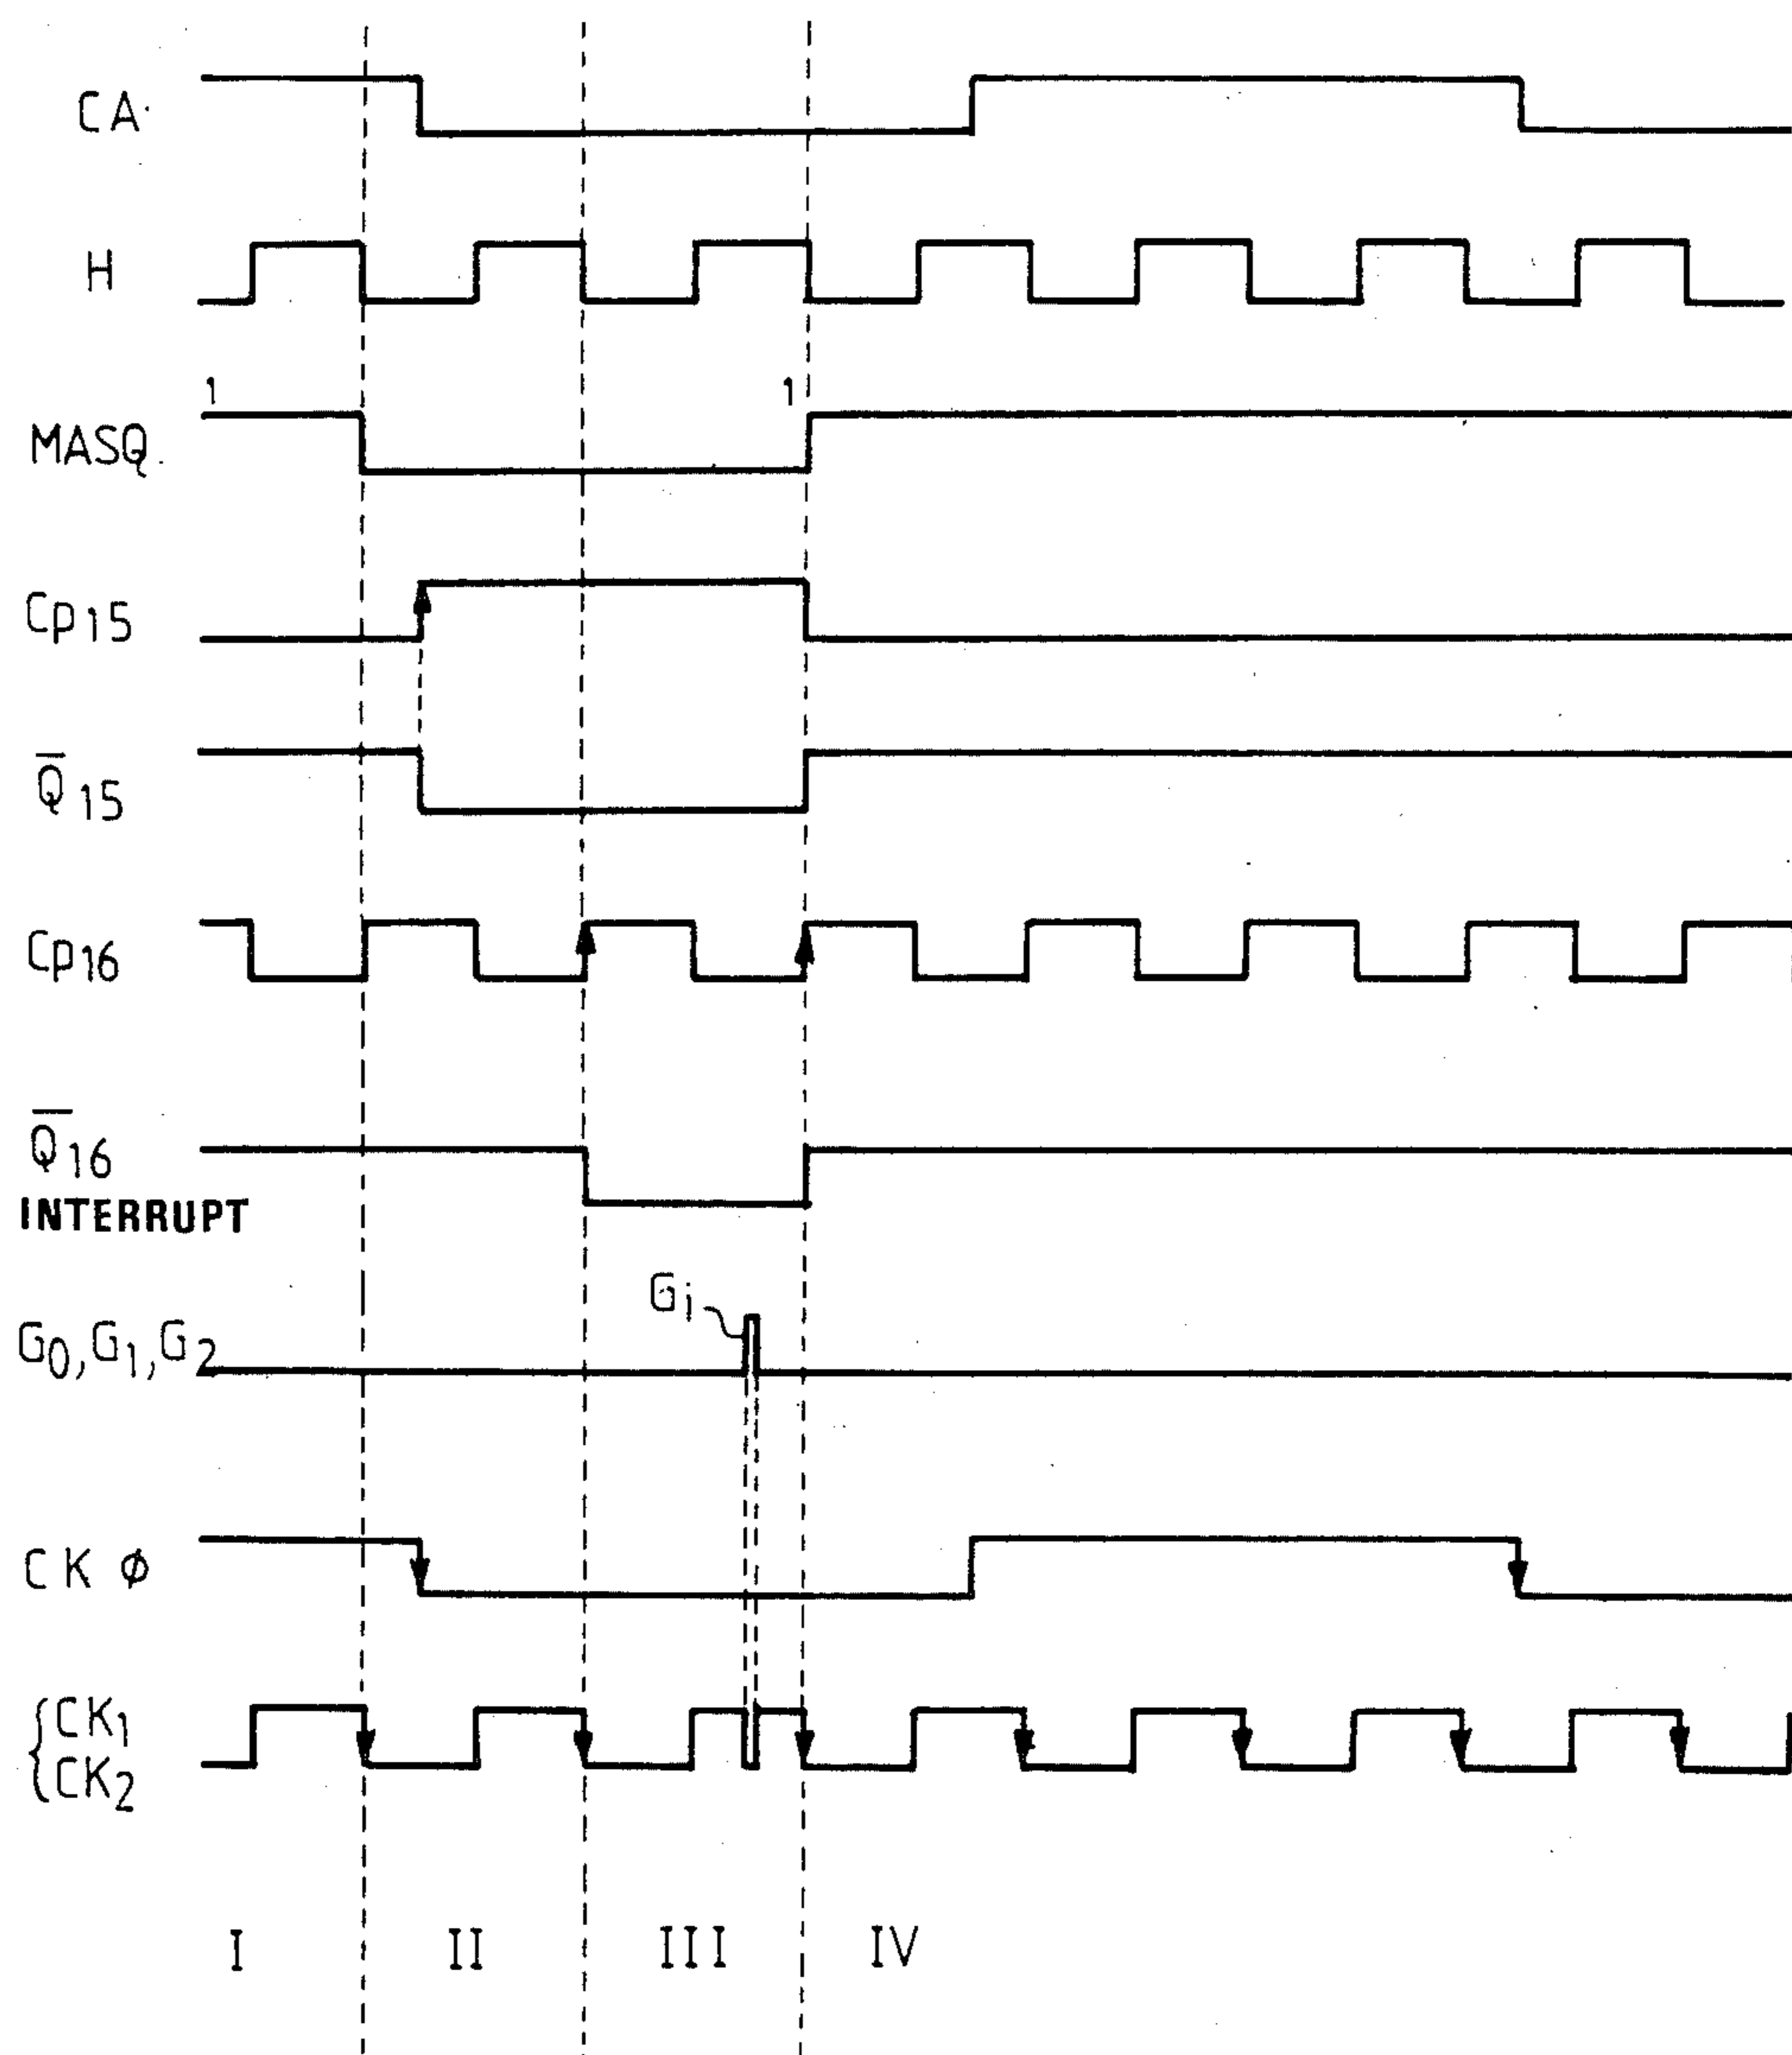 CA
H
1 1
MASQ
Cp15
Q̅15
Cp16
Q̅16
INTERRUPT
Gi
G0,G1,G2
CK Φ
{CK1
{CK2
I II III IV